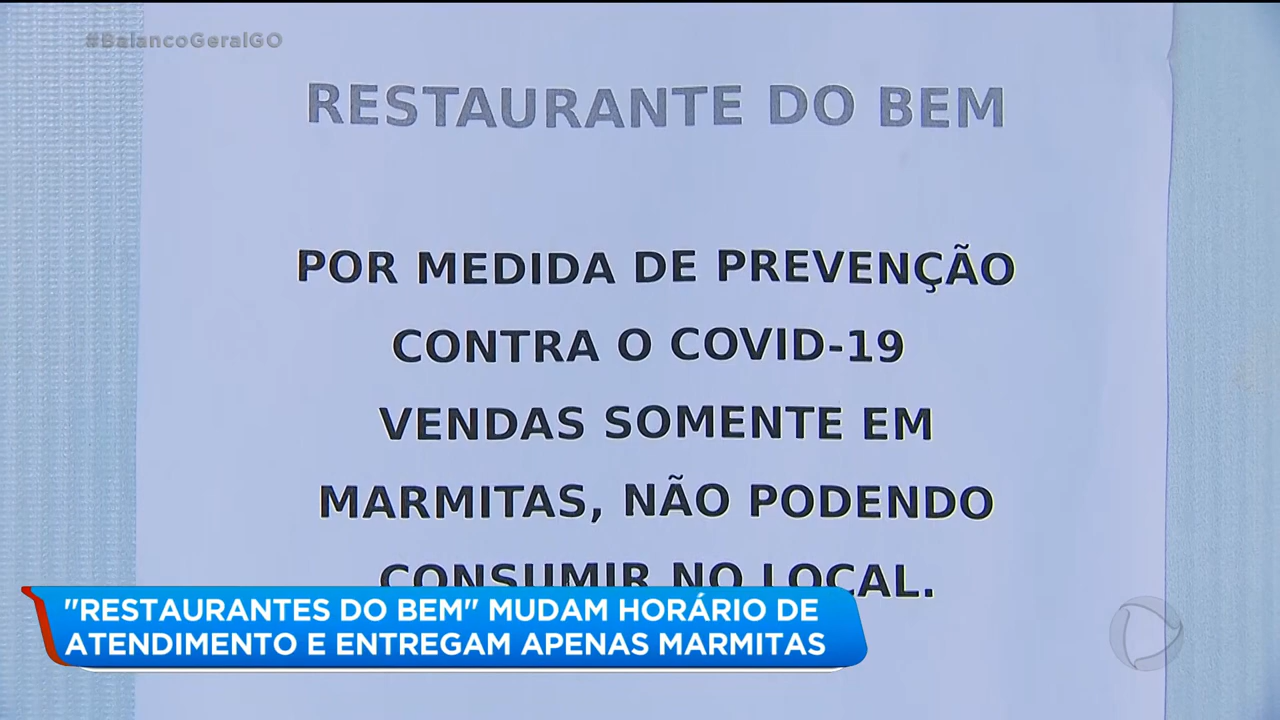 #BalancoGeralGO
RESTAURANTE DO BEM
POR MEDIDA DE PREVENÇÃO
CONTRA O COVID-19
VENDAS SOMENTE EM
MARMITAS, NÃO PODENDO
CONSUMIR NO LOCAL.
"RESTAURANTES DO BEM" MUDAM HORÁRIO DE
ATENDIMENTO E ENTREGAM APENAS MARMITAS